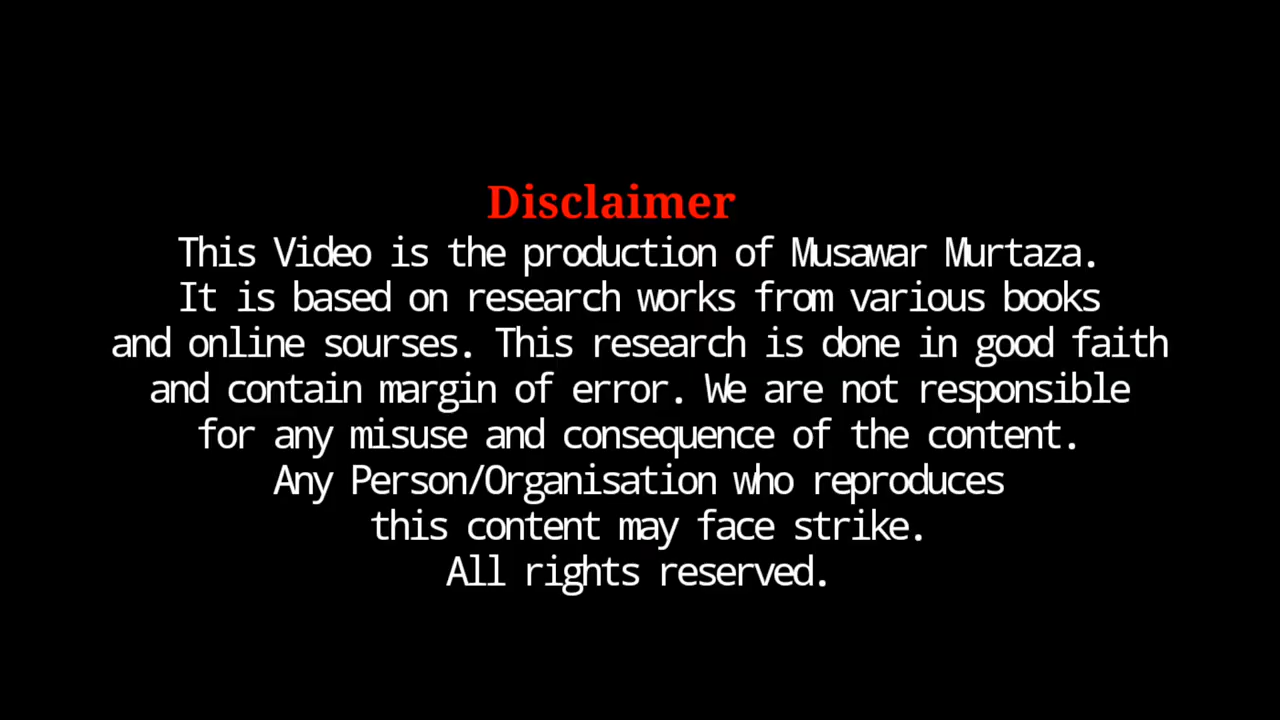 Disclaimer
This Video is the production of Musawar Murtaza.
It is based on research works from various books
and online sourses. This research is done in good faith
and contain margin of error. We are not responsible
for any misuse and consequence of the content.
Any Person/Organisation who reproduces
this content may face strike.
All rights reserved.